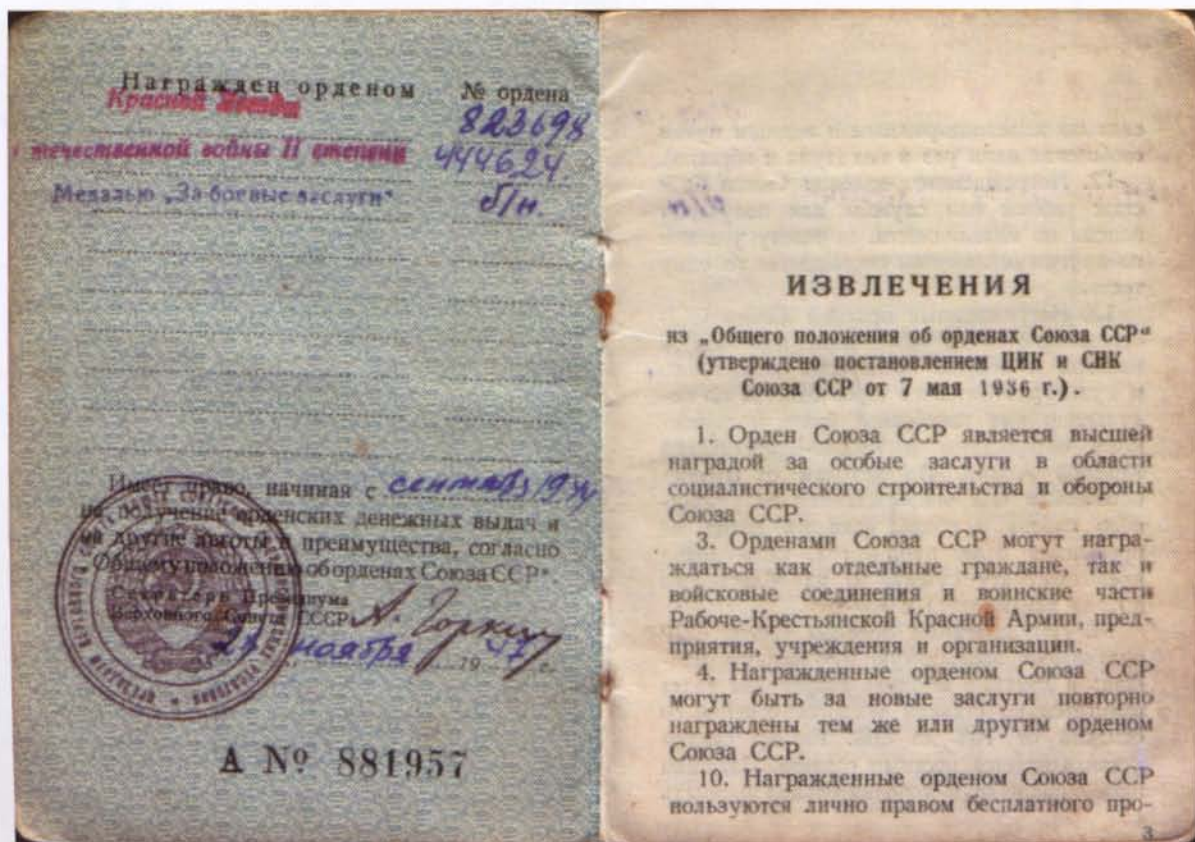 Награжден орденом № ордена
Красной Звезды 823698
течественной войны II степени 444624
Медалью „За боевые заслуги“ б/н.
Имеет право, начиная с
на получение орденских денежных выдач и
на другие льготы и преимущества, согласно
„Общему положению об орденах Союза ССР“
Секретарь Президиума
Верховного Совета СССР А. Горкин
ноября 1947 г.
А № 881957
ИЗВЛЕЧЕНИЯ
из „Общего положения об орденах Союза ССР“
(утверждено постановлением ЦИК и СНК
Союза ССР от 7 мая 1936 г.).
1. Орден Союза ССР является высшей
наградой за особые заслуги в области
социалистического строительства и обороны
Союза ССР.
3. Орденами Союза ССР могут награ-
ждаться как отдельные граждане, так и
войсковые соединения и воинские части
Рабоче-Крестьянской Красной Армии, пред-
приятия, учреждения и организации.
4. Награжденные орденом Союза ССР
могут быть за новые заслуги повторно
награждены тем же или другим орденом
Союза ССР.
10. Награжденные орденом Союза ССР
пользуются лично правом бесплатного про-
3